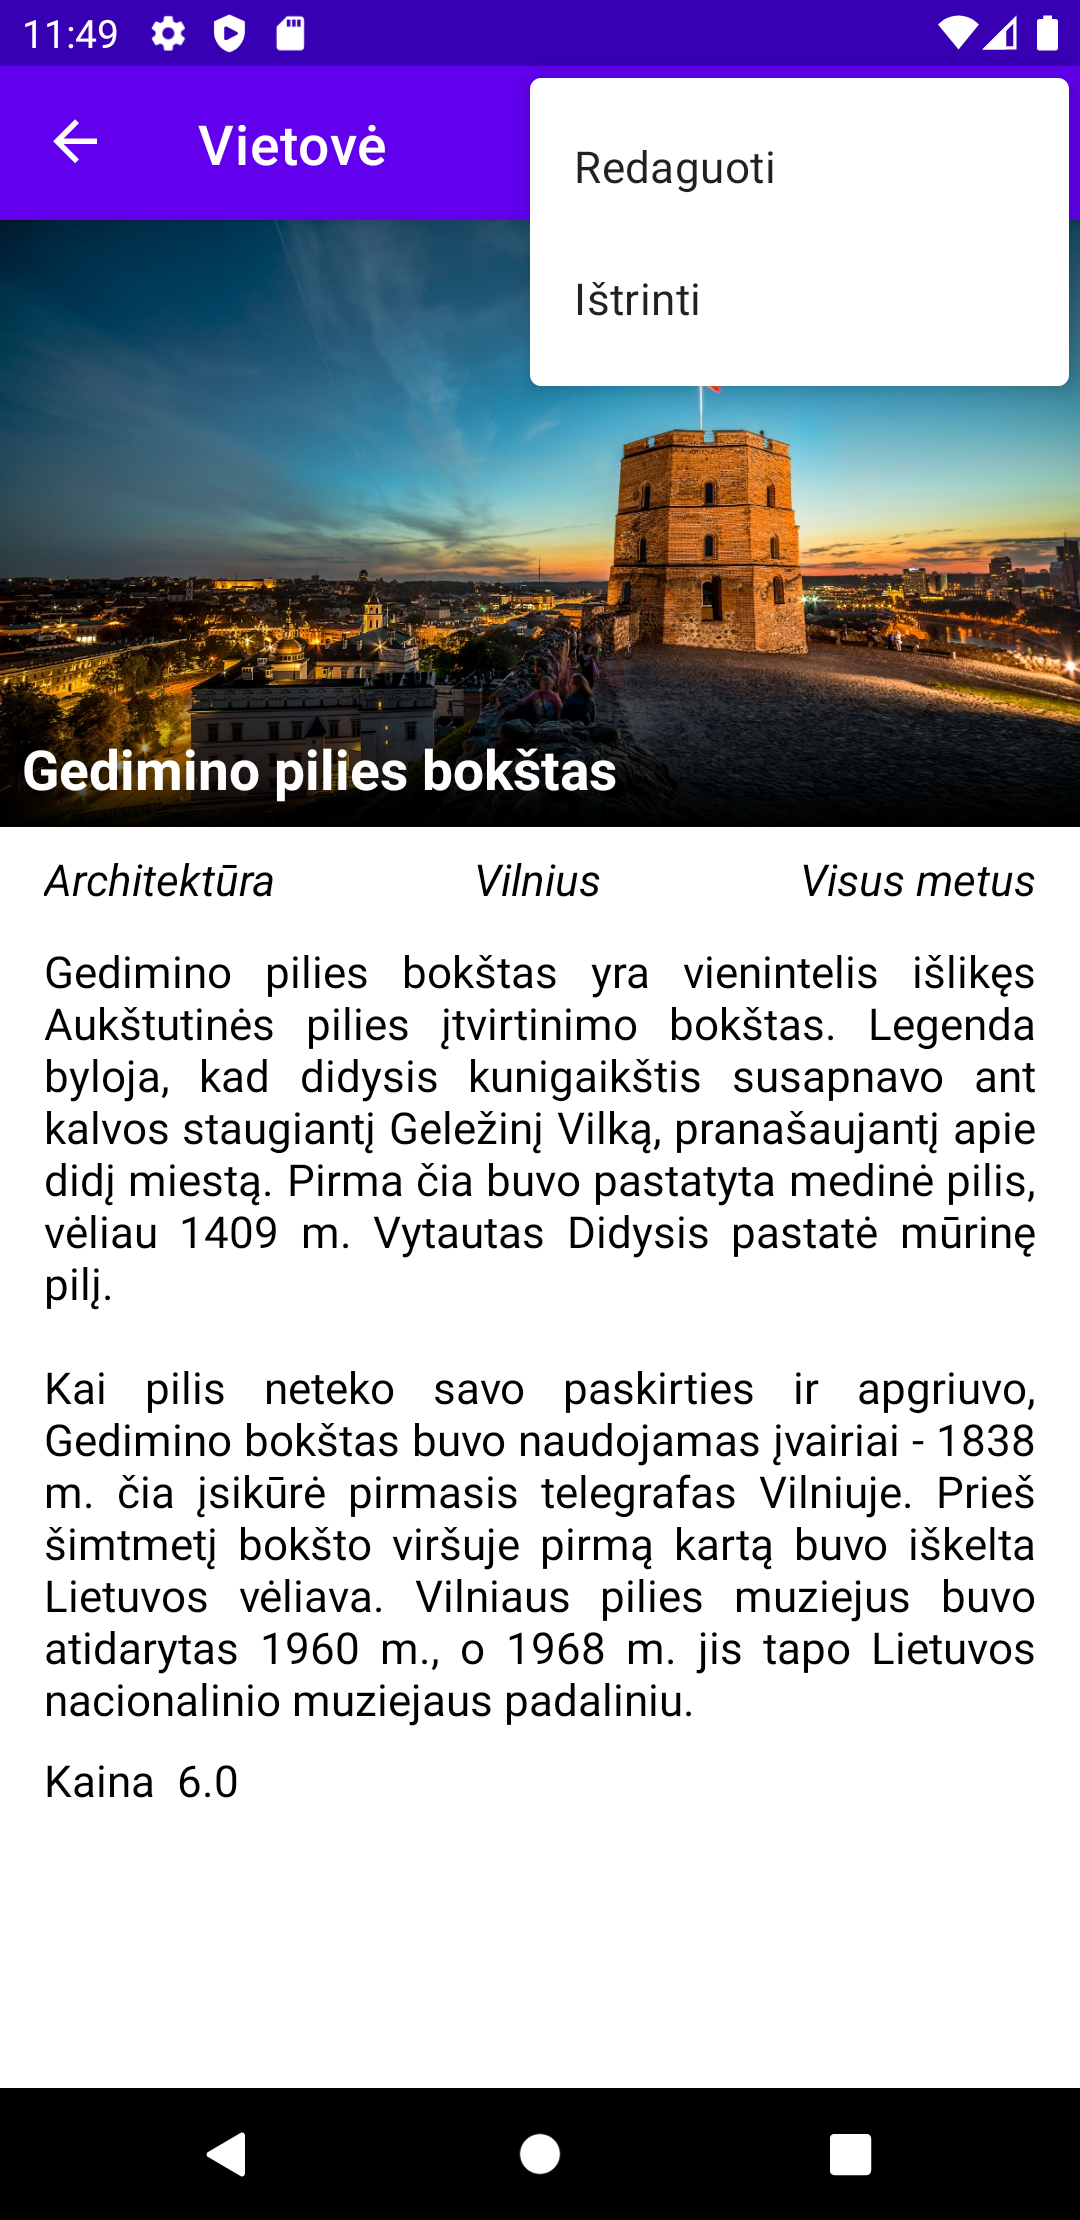 11:49
Vietovė
Redaguoti
Ištrinti
Gedimino pilies bokštas
Architektūra Vilnius Visus metus
Gedimino pilies bokštas yra vienintelis išlikęs
Aukštutinės pilies įtvirtinimo bokštas. Legenda
byloja, kad didysis kunigaikštis susapnavo ant
kalvos staugiantį Geležinį Vilką, pranašaujantį apie
didį miestą. Pirma čia buvo pastatyta medinė pilis,
vėliau 1409 m. Vytautas Didysis pastatė mūrinę
pilį.
Kai pilis neteko savo paskirties ir apgriuvo,
Gedimino bokštas buvo naudojamas įvairiai - 1838
m. čia įsikūrė pirmasis telegrafas Vilniuje. Prieš
šimtmetį bokšto viršuje pirmą kartą buvo iškelta
Lietuvos vėliava. Vilniaus pilies muziejus buvo
atidarytas 1960 m., o 1968 m. jis tapo Lietuvos
nacionalinio muziejaus padaliniu.
Kaina 6.0